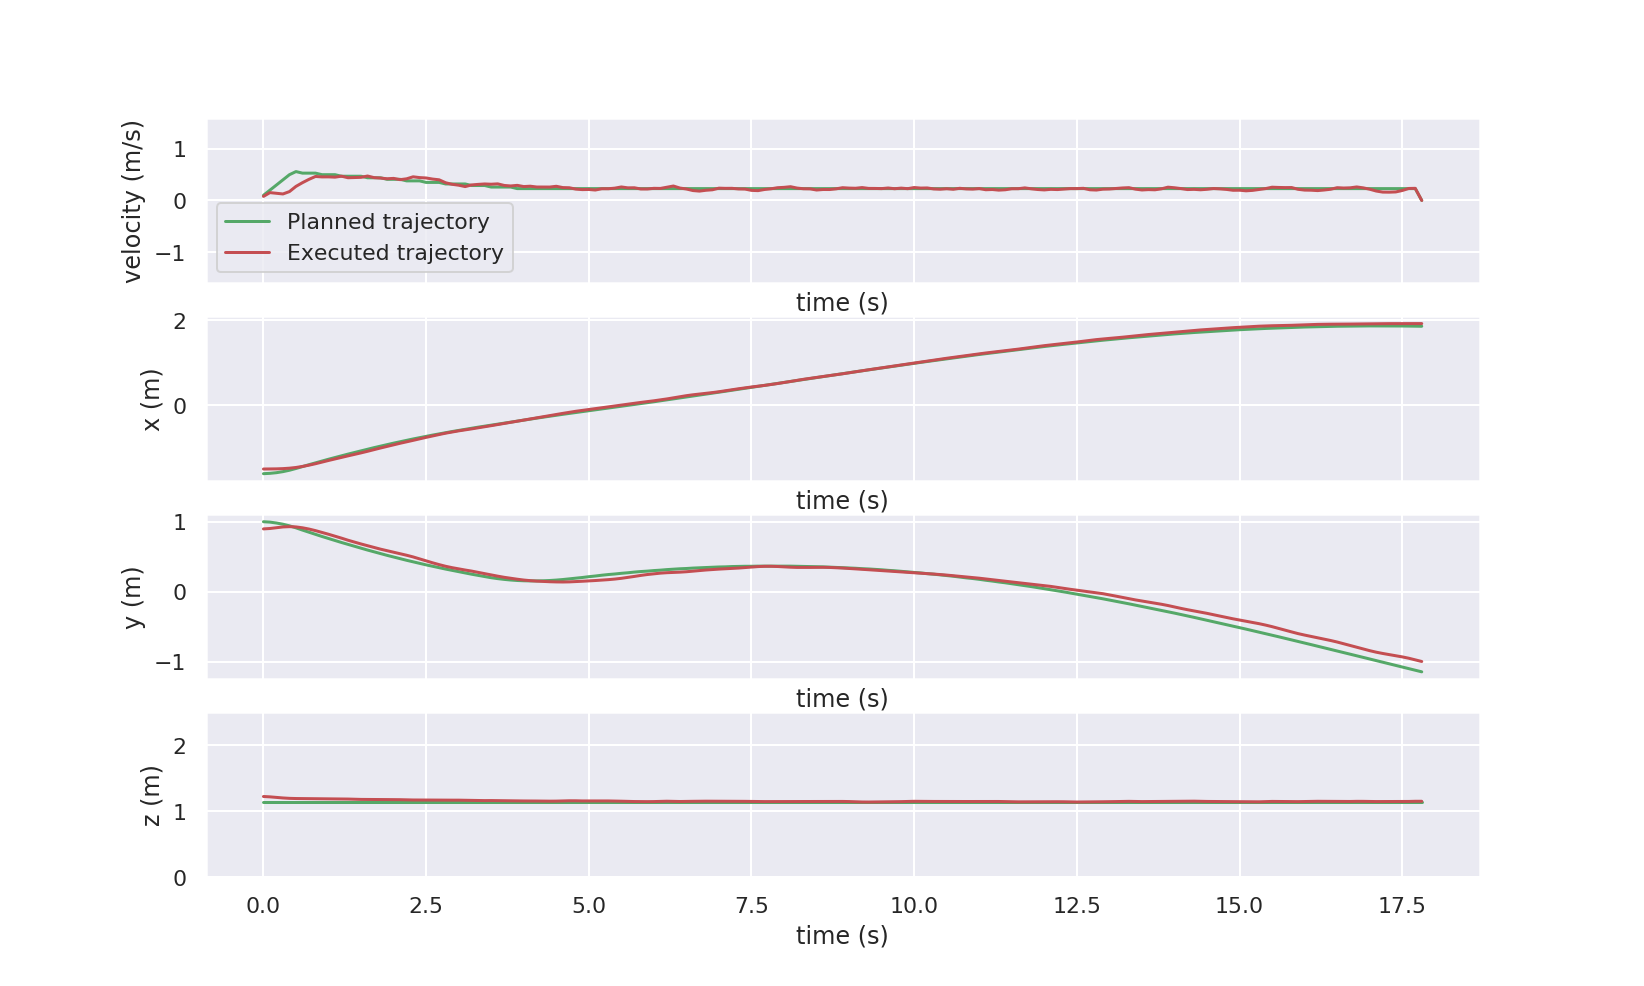 velocity (m/s)
1
0
−1
Planned trajectory
Executed trajectory
time (s)
x (m)
2
0
time (s)
y (m)
1
0
−1
time (s)
z (m)
2
1
0
0.0 2.5 5.0 7.5 10.0 12.5 15.0 17.5
time (s)